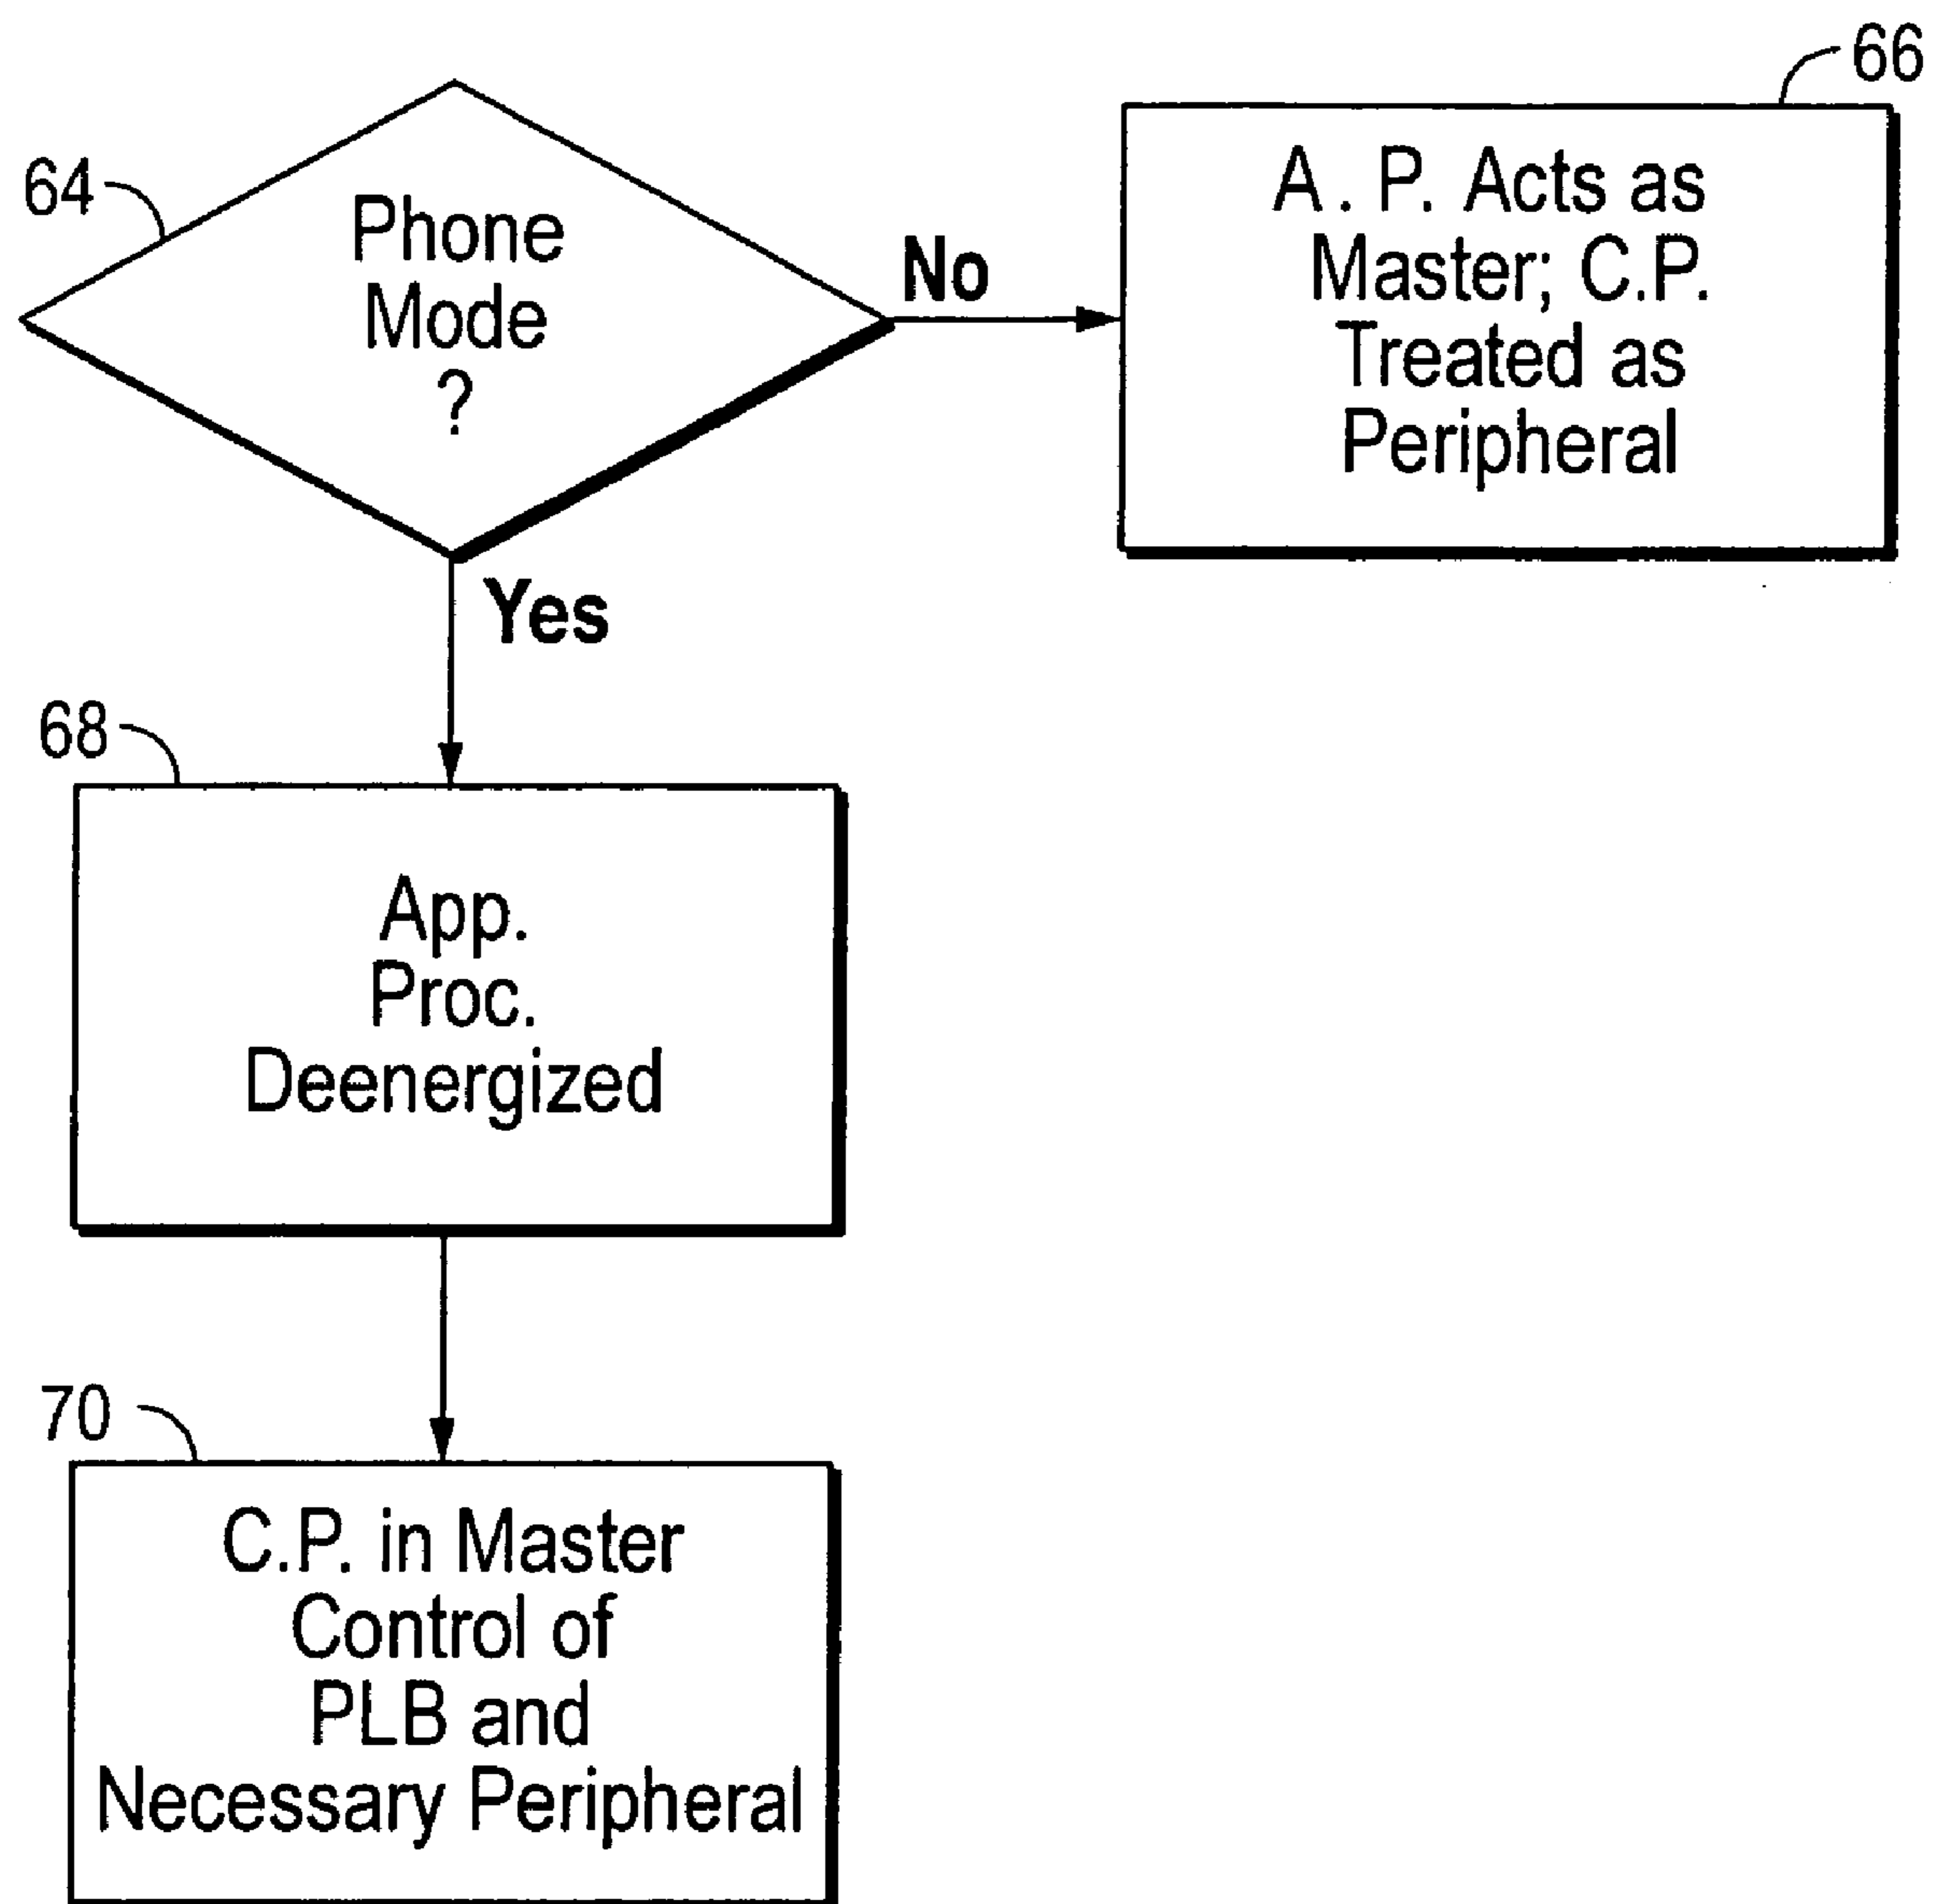 64
Phone
Mode
?
No
66
A. P. Acts as
Master; C.P.
Treated as
Peripheral
Yes
68
App.
Proc.
Deenergized
70
C.P. in Master
Control of
PLB and
Necessary Peripheral